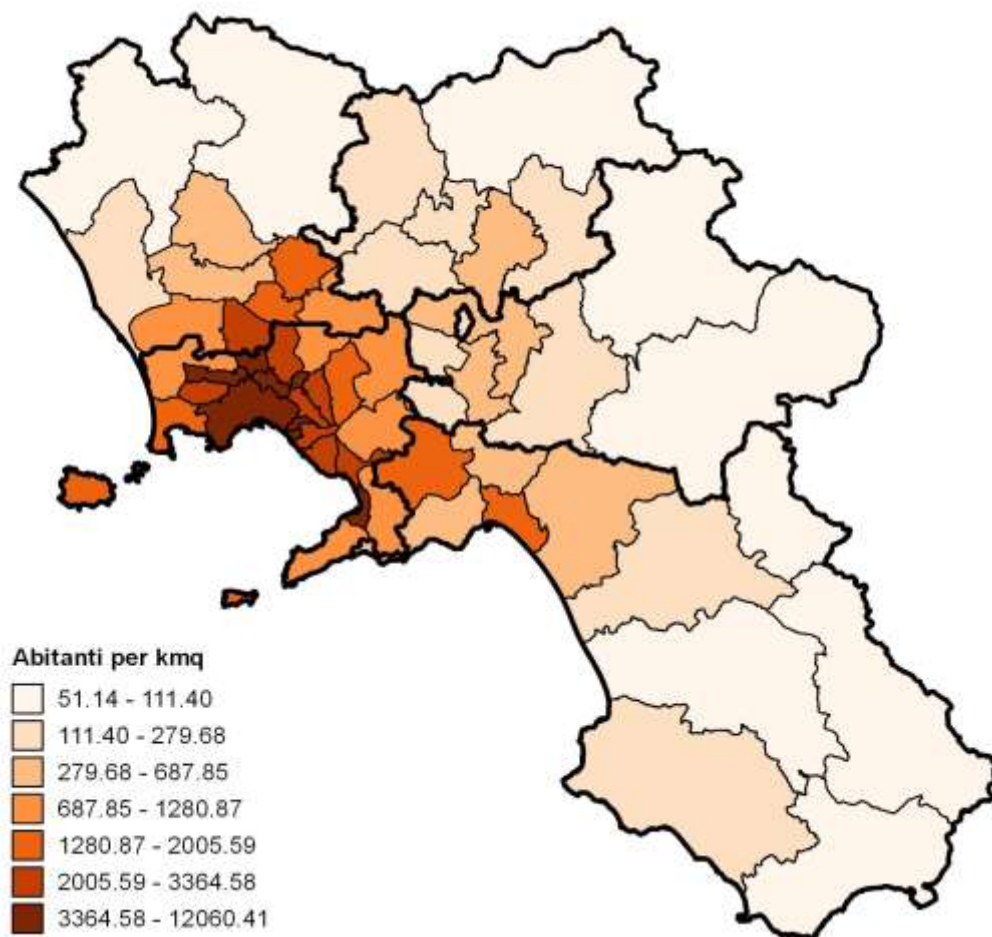 Abitanti per kmq
51.14 - 111.40
111.40 - 279.68
279.68 - 687.85
687.85 - 1280.87
1280.87 - 2005.59
2005.59 - 3364.58
3364.58 - 12060.41